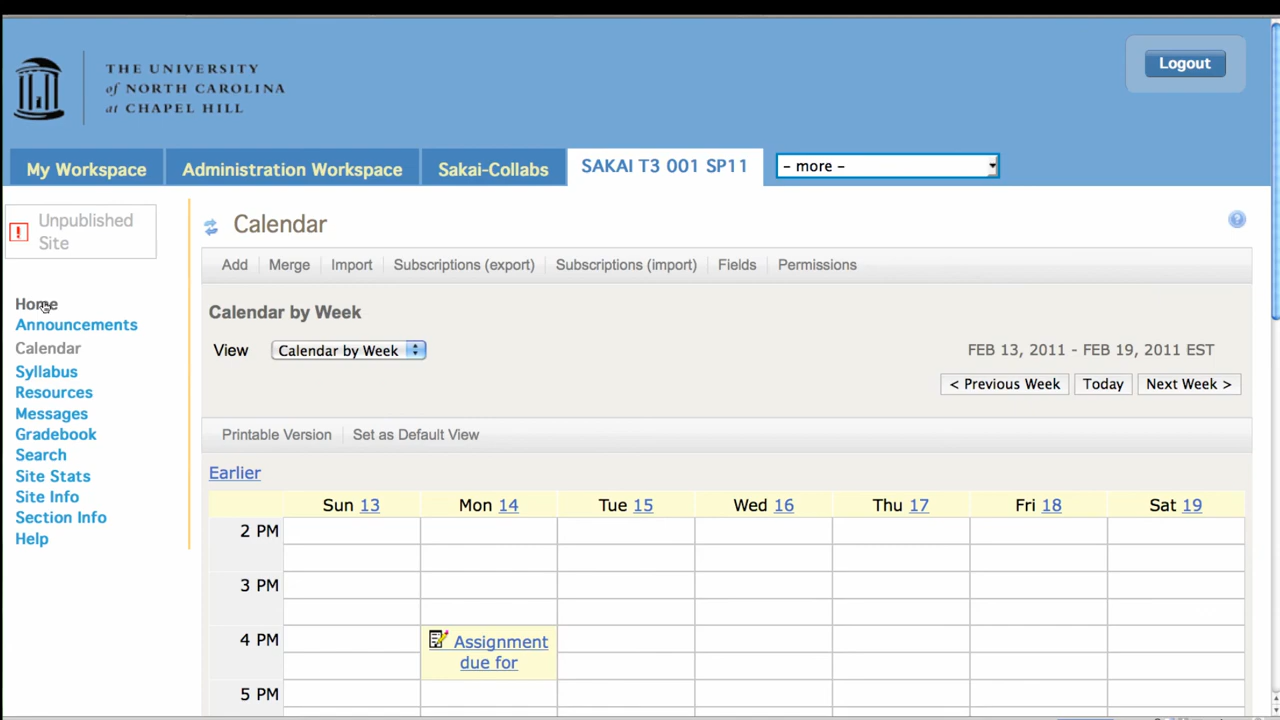 THE UNIVERSITY
of NORTH CAROLINA
at CHAPEL HILL
Logout
My Workspace
Administration Workspace
Sakai-Collabs
SAKAI T3 001 SP11
– more –
! Unpublished
Site
Home
Announcements
Calendar
Syllabus
Resources
Messages
Gradebook
Search
Site Stats
Site Info
Section Info
Help
Calendar
?
Add
Merge
Import
Subscriptions (export)
Subscriptions (import)
Fields
Permissions
Calendar by Week
View
Calendar by Week
FEB 13, 2011 - FEB 19, 2011 EST
< Previous Week
Today
Next Week >
Printable Version
Set as Default View
Earlier
Sun 13
Mon 14
Tue 15
Wed 16
Thu 17
Fri 18
Sat 19
2 PM
3 PM
4 PM
Assignment
due for
5 PM